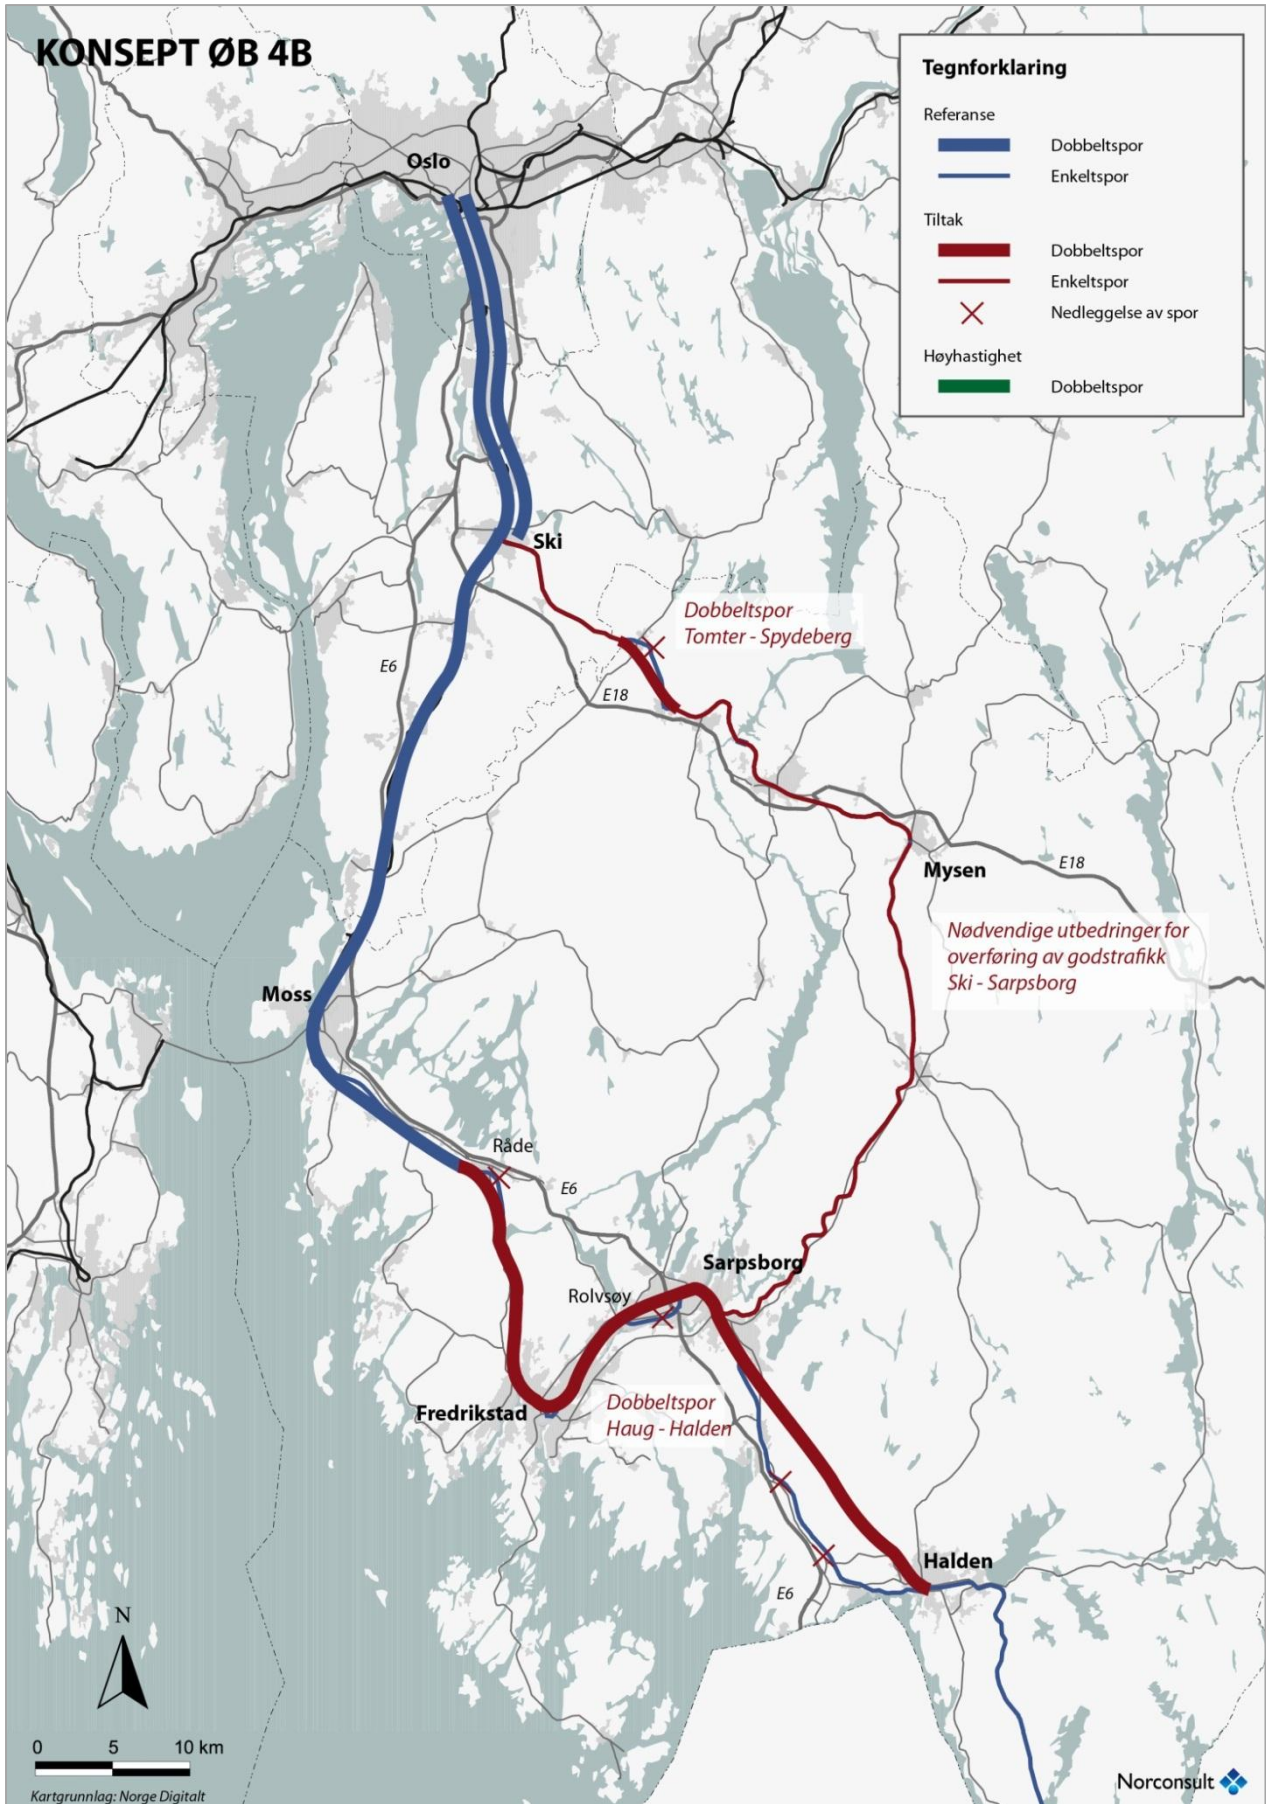 KONSEPT ØB 4B
Tegnforklaring
Referanse
Dobbeltspor
Enkeltspor
Tiltak
Dobbeltspor
Enkeltspor
Nedleggelse av spor
Høyhastighet
Dobbeltspor
Oslo
Ski
Dobbeltspor
Tomter - Spydeberg
E6
E18
Mysen
E18
Nødvendige utbedringer for
overføring av godstrafikk
Ski - Sarpsborg
Moss
Råde
E6
Sarpsborg
Rolvsøy
Dobbeltspor
Haug - Halden
Fredrikstad
Halden
E6
N
0 5 10 km
Kartgrunnlag: Norge Digitalt
Norconsult